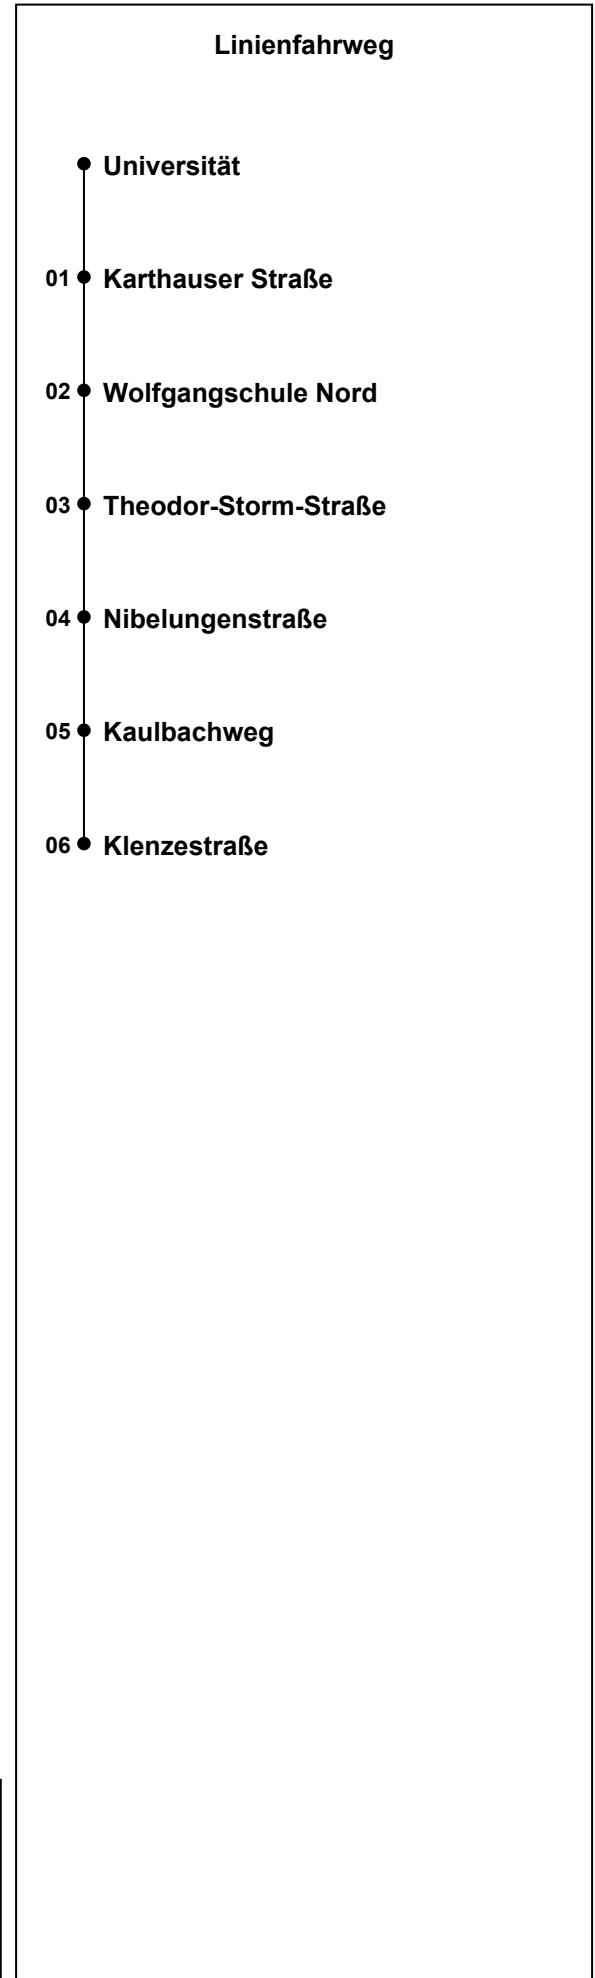 Linienfahrweg
Universität
01 Karthauser Straße
02 Wolfgangschule Nord
03 Theodor-Storm-Straße
04 Nibelungenstraße
05 Kaulbachweg
06 Klenzestraße